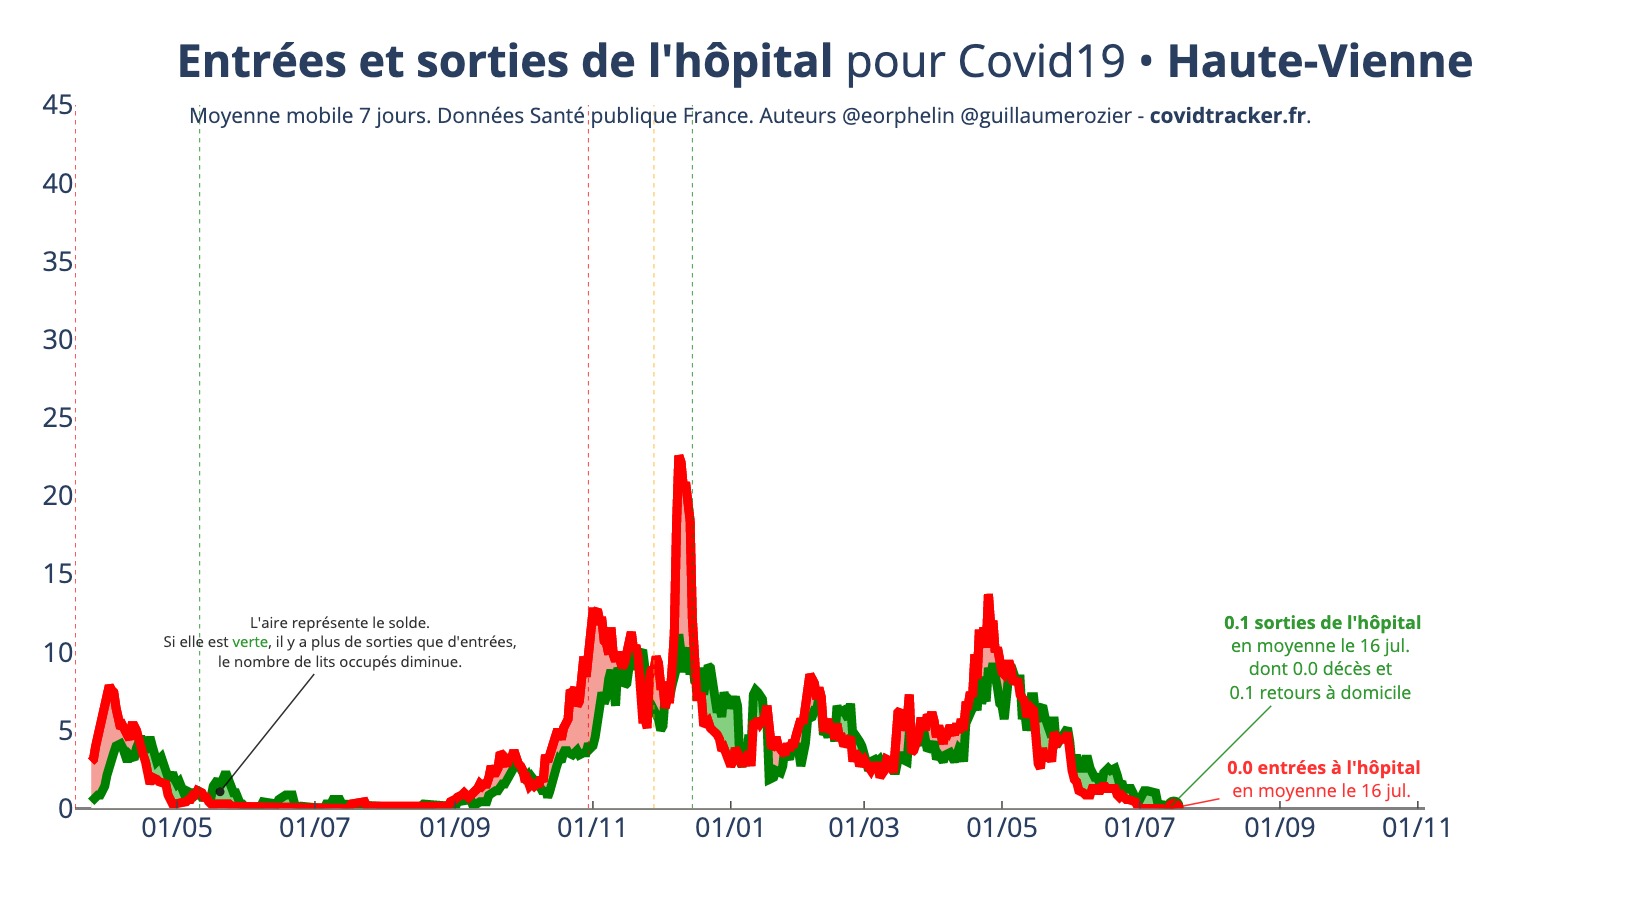 Entrées et sorties de l'hôpital pour Covid19 • Haute-Vienne
Moyenne mobile 7 jours. Données Santé publique France. Auteurs @eorphelin @guillaumerozier - covidtracker.fr.
45
40
35
30
25
20
15
10
5
0
L'aire représente le solde.
Si elle est verte, il y a plus de sorties que d'entrées,
le nombre de lits occupés diminue.
0.1 sorties de l'hôpital
en moyenne le 16 jul.
dont 0.0 décès et
0.1 retours à domicile
0.0 entrées à l'hôpital
en moyenne le 16 jul.
01/05 01/07 01/09 01/11 01/01 01/03 01/05 01/07 01/09 01/11